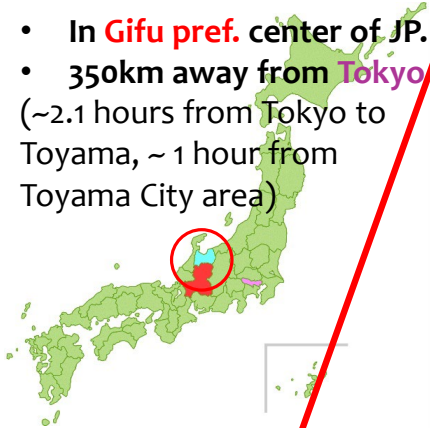 • In Gifu pref. center of JP.
• 350km away from Tokyo
(~2.1 hours from Tokyo to
Toyama, ~ 1 hour from
Toyama City area)